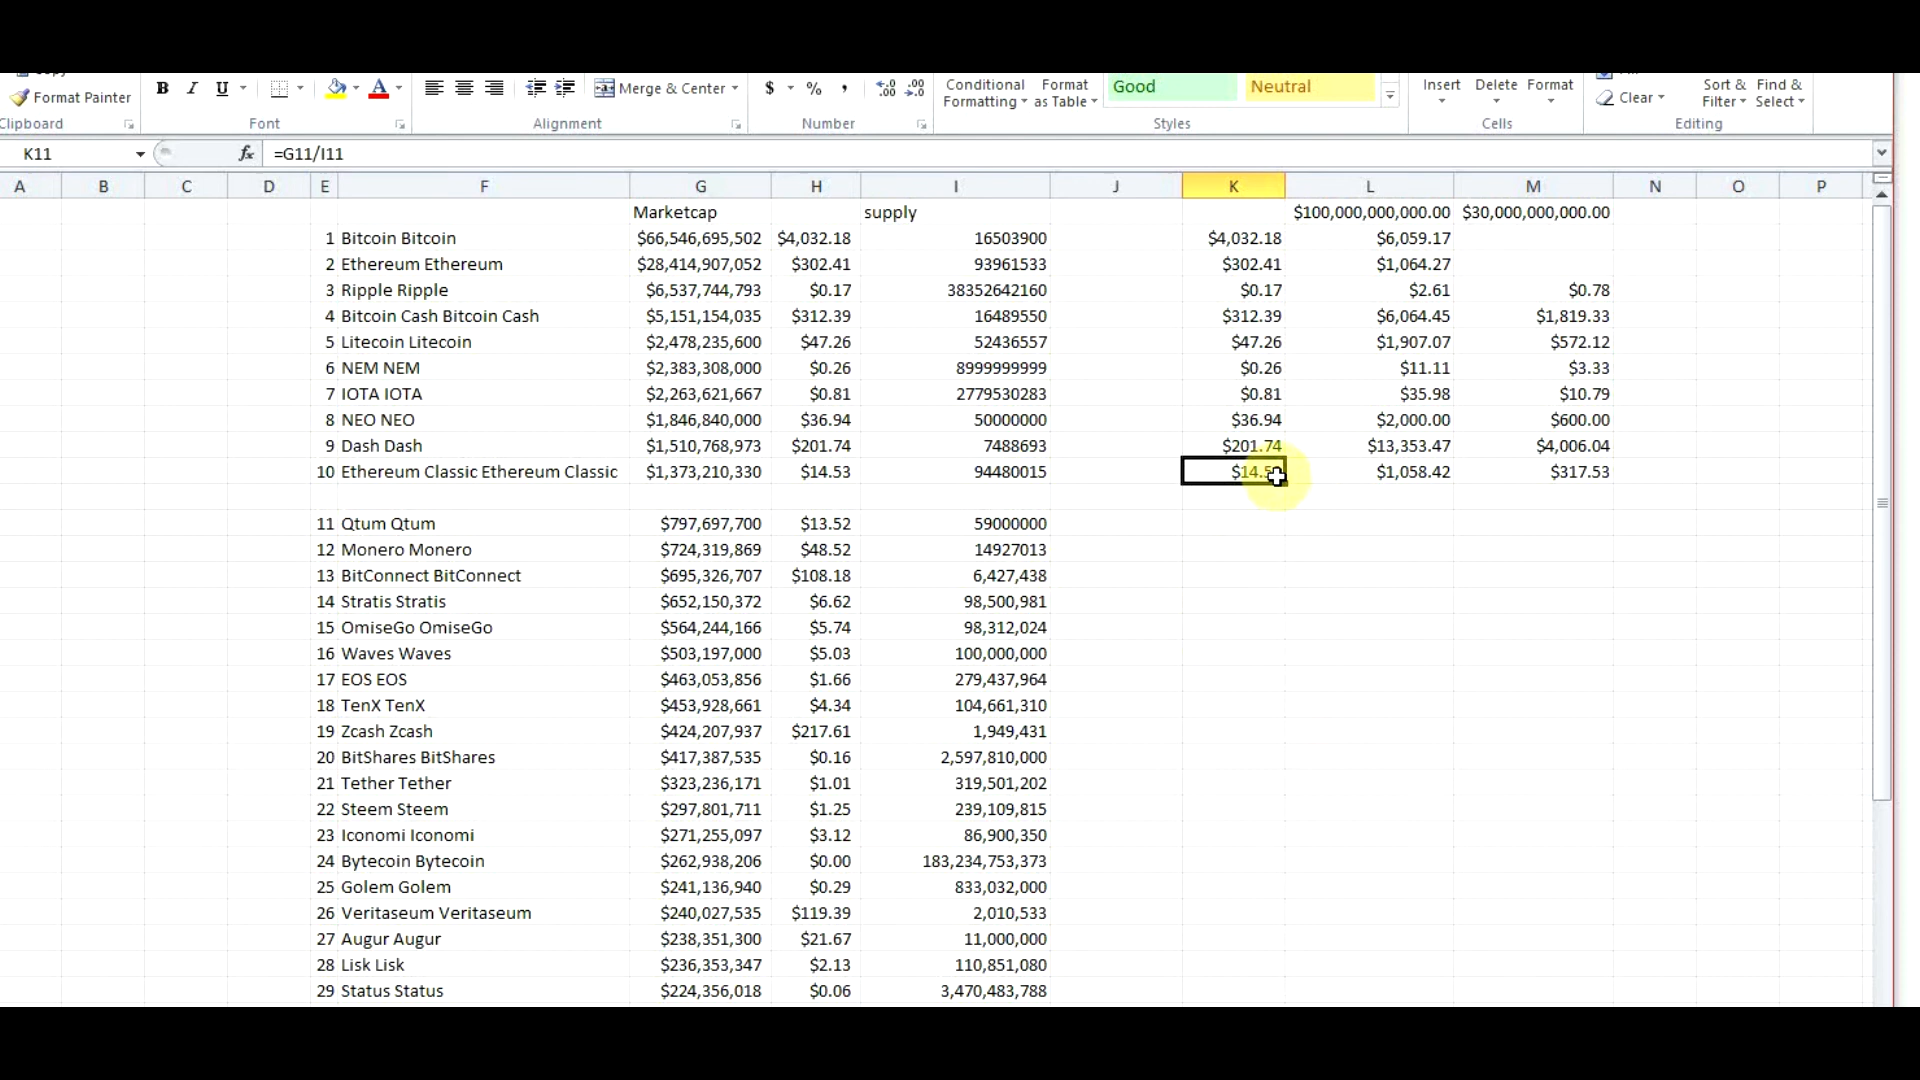 Format Painter B I U Merge & Center $ % , Conditional Formatting Format as Table Good Neutral Insert Delete Format Clear Sort & Filter Find & Select
Clipboard Font Alignment Number Styles Cells Editing
K11 fx =G11/I11
A B C D E F G H I J K L M N O P
Marketcap supply $100,000,000,000.00 $30,000,000,000.00
1 Bitcoin Bitcoin $66,546,695,502 $4,032.18 16503900 $4,032.18 $6,059.17
2 Ethereum Ethereum $28,414,907,052 $302.41 93961533 $302.41 $1,064.27
3 Ripple Ripple $6,537,744,793 $0.17 38352642160 $0.17 $2.61 $0.78
4 Bitcoin Cash Bitcoin Cash $5,151,154,035 $312.39 16489550 $312.39 $6,064.45 $1,819.33
5 Litecoin Litecoin $2,478,235,600 $47.26 52436557 $47.26 $1,907.07 $572.12
6 NEM NEM $2,383,308,000 $0.26 8999999999 $0.26 $11.11 $3.33
7 IOTA IOTA $2,263,621,667 $0.81 2779530283 $0.81 $35.98 $10.79
8 NEO NEO $1,846,840,000 $36.94 50000000 $36.94 $2,000.00 $600.00
9 Dash Dash $1,510,768,973 $201.74 7488693 $201.74 $13,353.47 $4,006.04
10 Ethereum Classic Ethereum Classic $1,373,210,330 $14.53 94480015 $1,058.42 $317.53
11 Qtum Qtum $797,697,700 $13.52 59000000
12 Monero Monero $724,319,869 $48.52 14927013
13 BitConnect BitConnect $695,326,707 $108.18 6,427,438
14 Stratis Stratis $652,150,372 $6.62 98,500,981
15 OmiseGo OmiseGo $564,244,166 $5.74 98,312,024
16 Waves Waves $503,197,000 $5.03 100,000,000
17 EOS EOS $463,053,856 $1.66 279,437,964
18 TenX TenX $453,928,661 $4.34 104,661,310
19 Zcash Zcash $424,207,937 $217.61 1,949,431
20 BitShares BitShares $417,387,535 $0.16 2,597,810,000
21 Tether Tether $323,236,171 $1.01 319,501,202
22 Steem Steem $297,801,711 $1.25 239,109,815
23 Iconomi Iconomi $271,255,097 $3.12 86,900,350
24 Bytecoin Bytecoin $262,938,206 $0.00 183,234,753,373
25 Golem Golem $241,136,940 $0.29 833,032,000
26 Veritaseum Veritaseum $240,027,535 $119.39 2,010,533
27 Augur Augur $238,351,300 $21.67 11,000,000
28 Lisk Lisk $236,353,347 $2.13 110,851,080
29 Status Status $224,356,018 $0.06 3,470,483,788